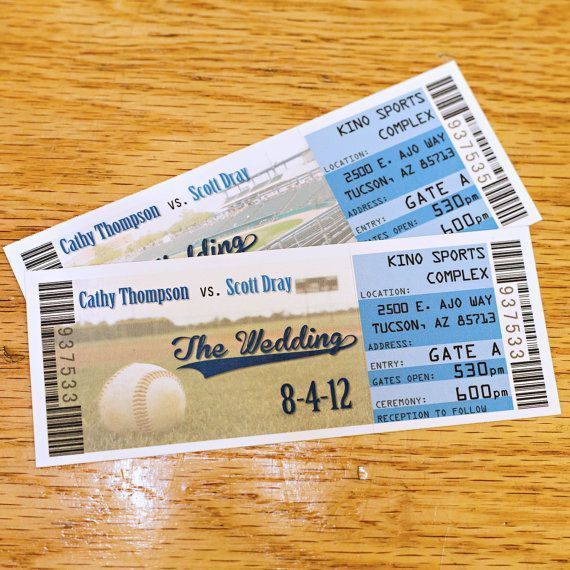 Cathy Thompson vs. Scott Dray
KINO SPORTS
COMPLEX
LOCATION:
2500 E. AJO WAY
TUCSON, AZ 85713
ADDRESS:
GATE A
ENTRY:
530pm
600pm
937535
Cathy Thompson vs. Scott Dray
The Wedding
8-4-12
937533
KINO SPORTS
COMPLEX
LOCATION:
2500 E. AJO WAY
TUCSON, AZ 85713
ADDRESS:
ENTRY: GATE A
GATES OPEN: 530pm
CEREMONY: 600pm
RECEPTION TO FOLLOW
937533